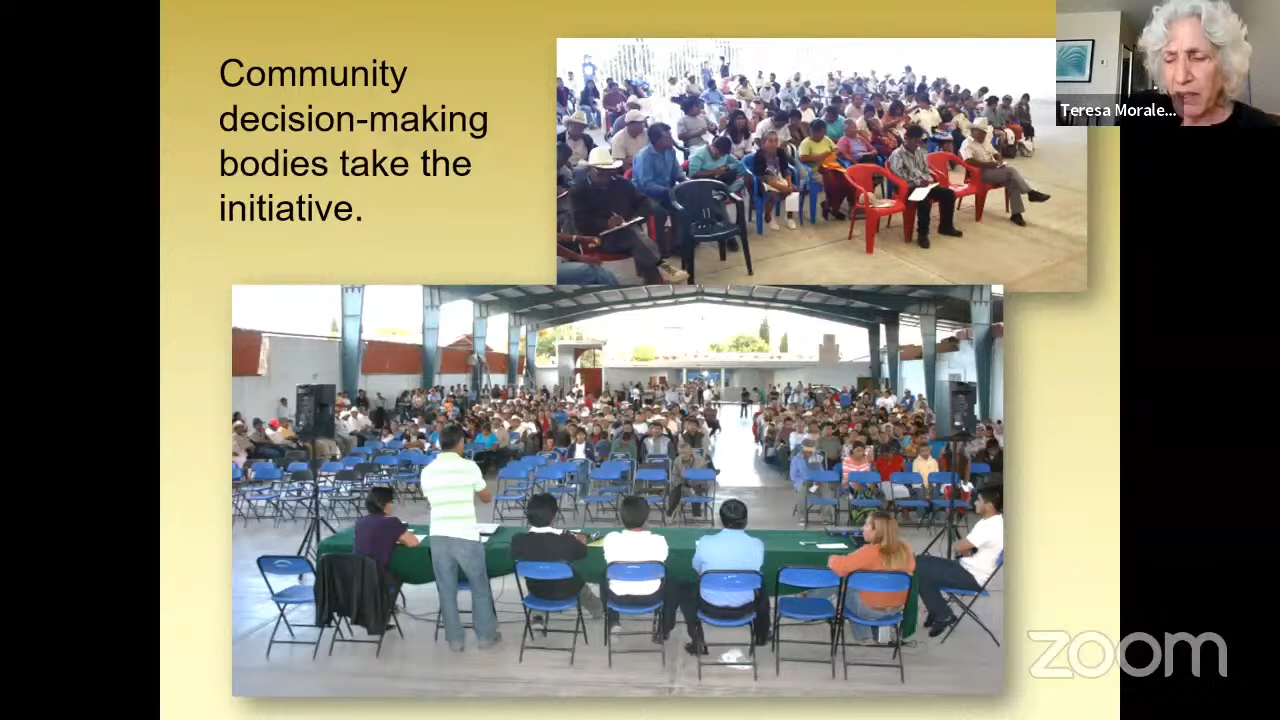 Community
decision-making
bodies take the
initiative.
Teresa Morale...
zoom